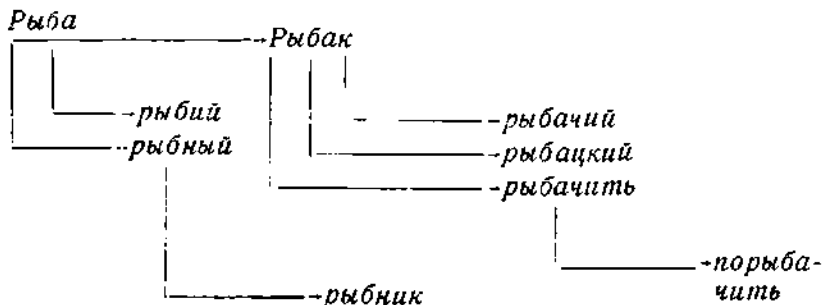 Рыба
Рыбак
рыбий
рыбачий
рыбный
рыбацкий
рыбачить
порыба-
рыбник
чить